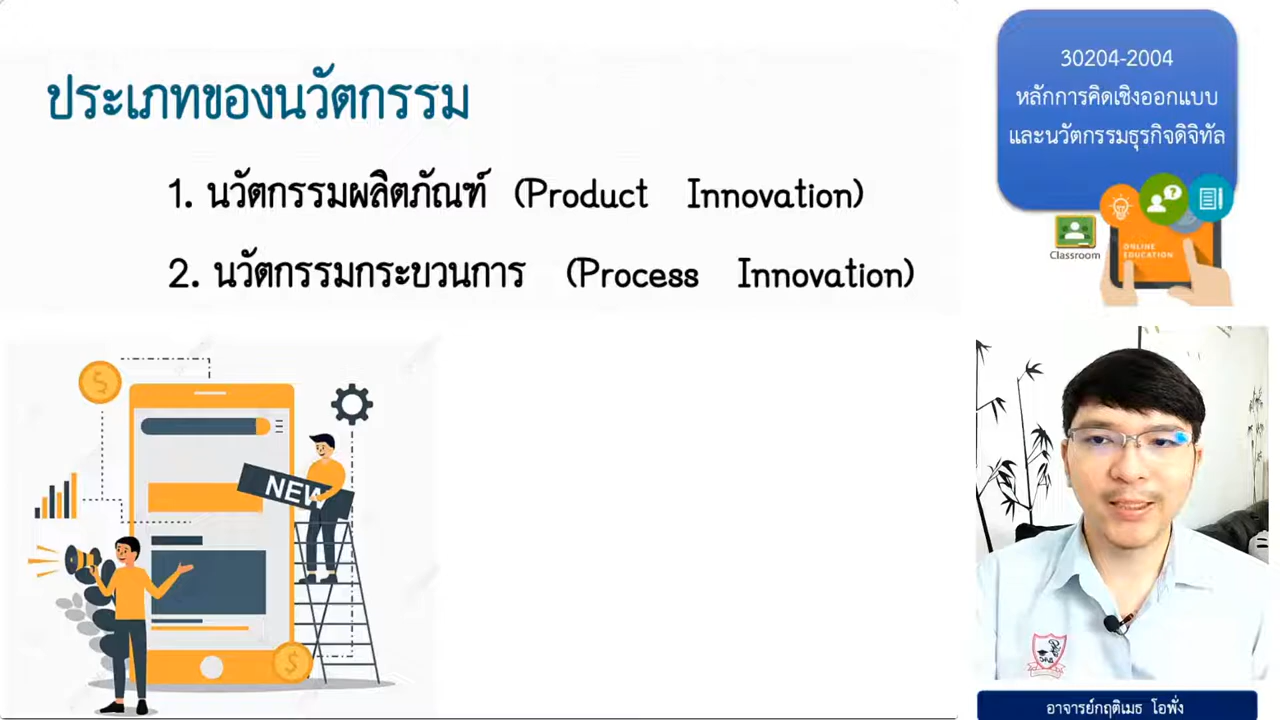 ประเภทของนวัตกรรม
1. นวัตกรรมผลิตภัณฑ์ (Product Innovation)
2. นวัตกรรมกระบวนการ (Process Innovation)
NEW
30204-2004
หลักการคิดเชิงออกแบบ
และนวัตกรรมธุรกิจดิจิทัล
Classroom
ONLINE
EDUCATION
อาจารย์กฤติเมธ โอพั่ง